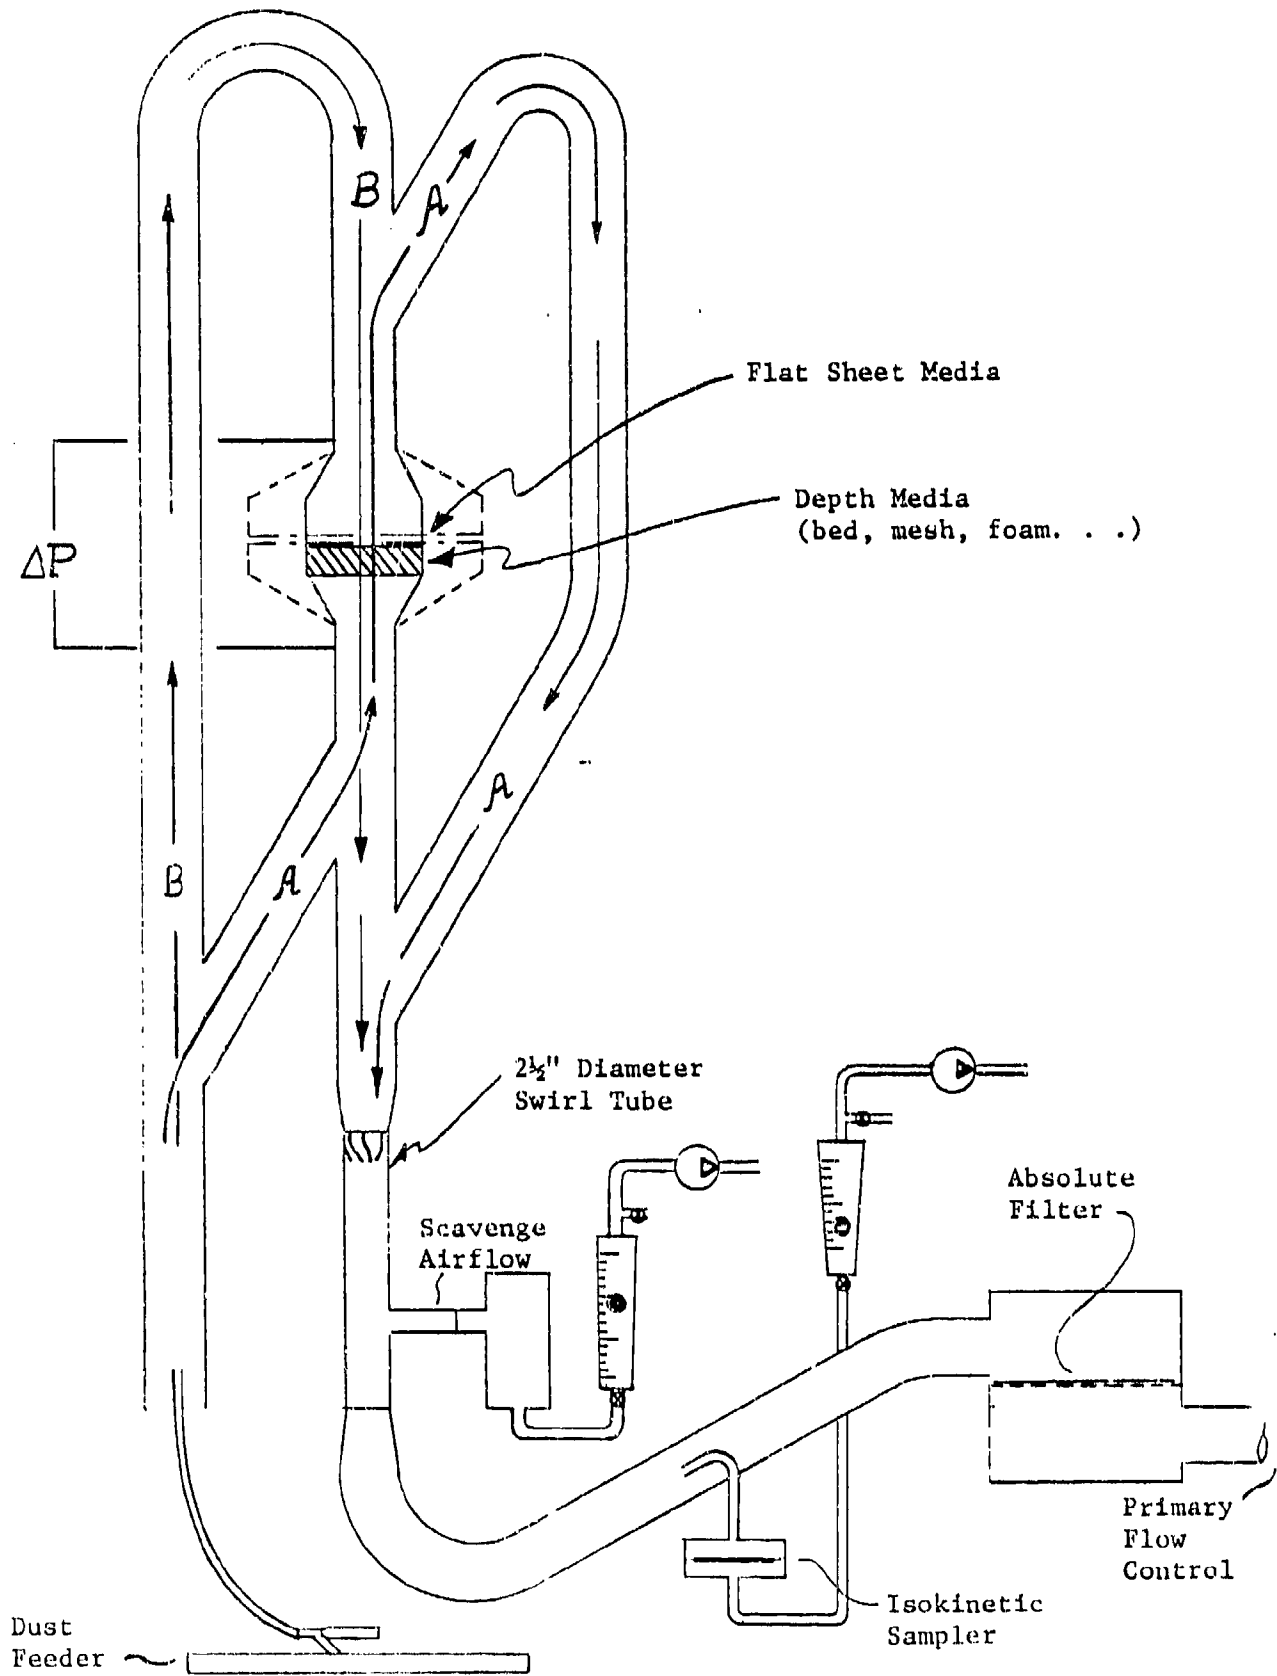 B
A
Flat Sheet Media
Depth Media
(bed, mesh, foam. . .)
ΔP
A
B
A
2½" Diameter
Swirl Tube
Absolute
Filter
Scavenge
Airflow
Primary
Flow
Control
Isokinetic
Sampler
Dust
Feeder